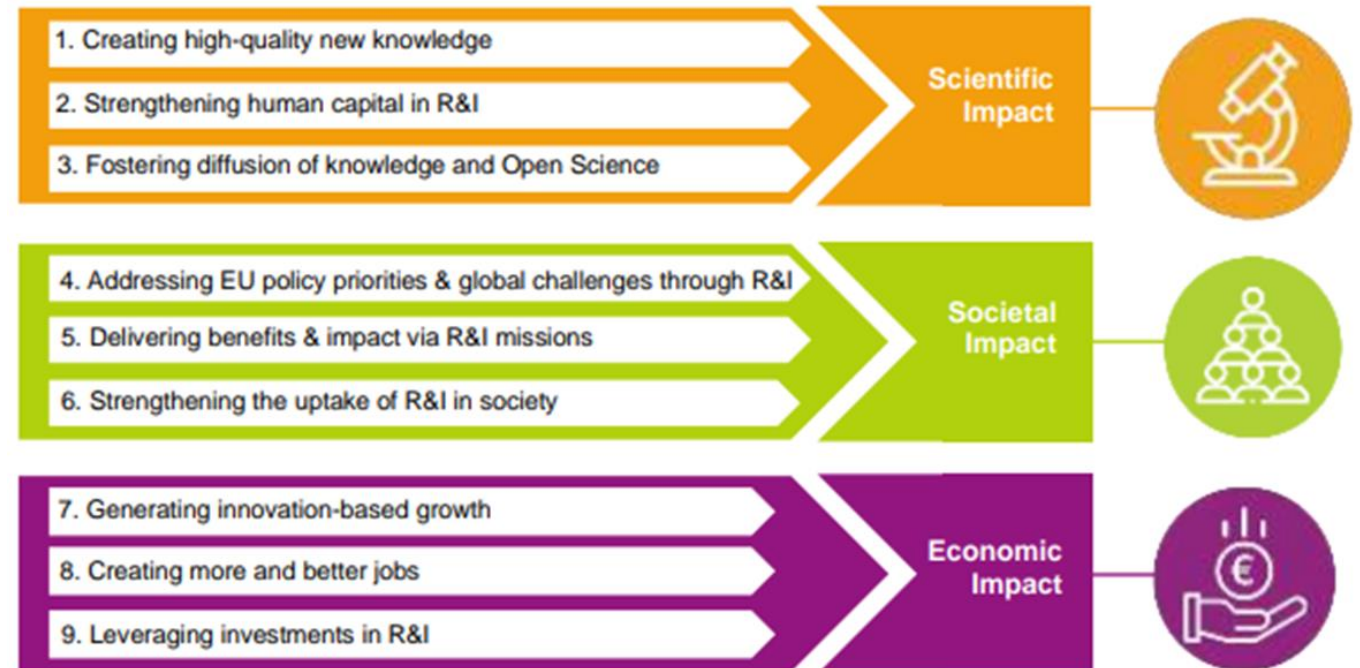 1. Creating high-quality new knowledge
2. Strengthening human capital in R&I
3. Fostering diffusion of knowledge and Open Science
Scientific
Impact
4. Addressing EU policy priorities & global challenges through R&I
5. Delivering benefits & impact via R&I missions
6. Strengthening the uptake of R&I in society
Societal
Impact
7. Generating innovation-based growth
8. Creating more and better jobs
9. Leveraging investments in R&I
Economic
Impact
€